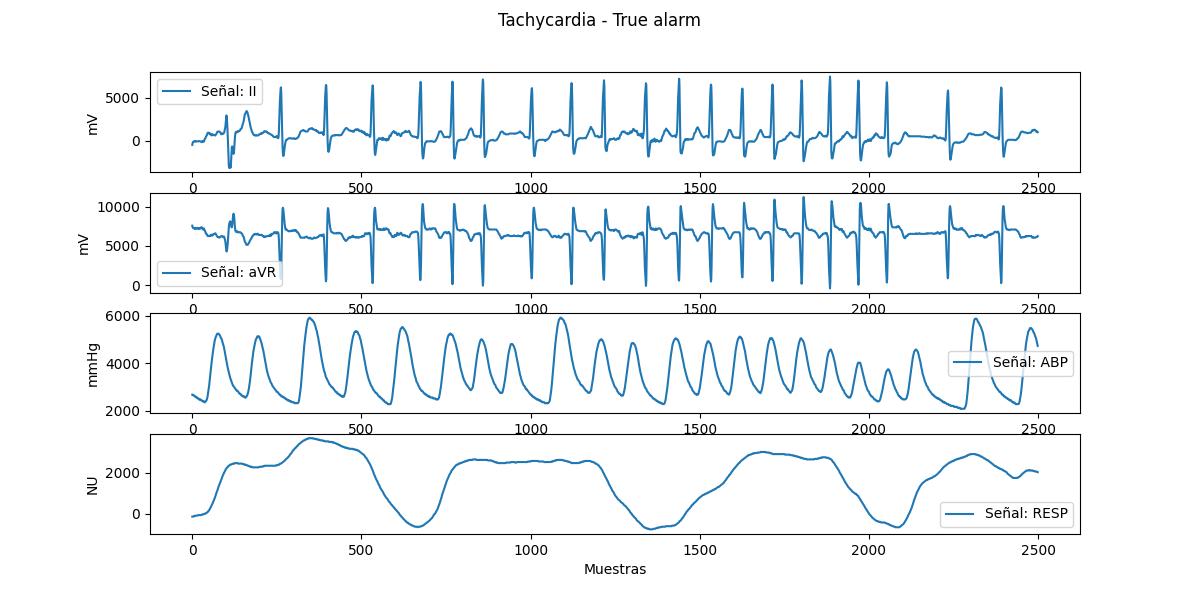 Tachycardia - True alarm
Señal: II
5000
0
mV
0 500 1000 1500 2000 2500
Señal: aVR
10000
5000
0
mV
0 500 1000 1500 2000 2500
Señal: ABP
6000
4000
2000
mmHg
0 500 1000 1500 2000 2500
Señal: RESP
2000
0
NU
0 500 1000 1500 2000 2500
Muestras